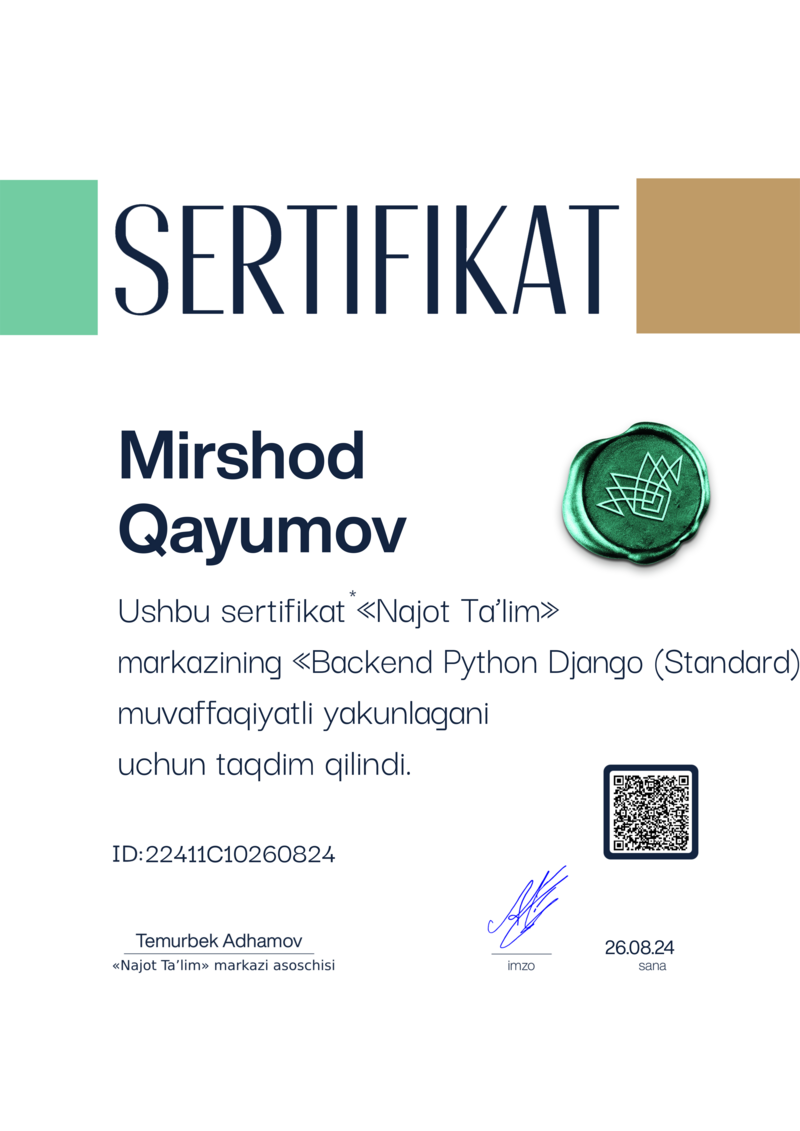 SERTIFIKAT
Mirshod
Qayumov
Ushbu sertifikat*«Najot Ta’lim»
markazining «Backend Python Django (Standard)
muvaffaqiyatli yakunlagani
uchun taqdim qilindi.
ID:22411C10260824
Temurbek Adhamov
«Najot Ta’lim» markazi asoschisi
imzo
26.08.24
sana